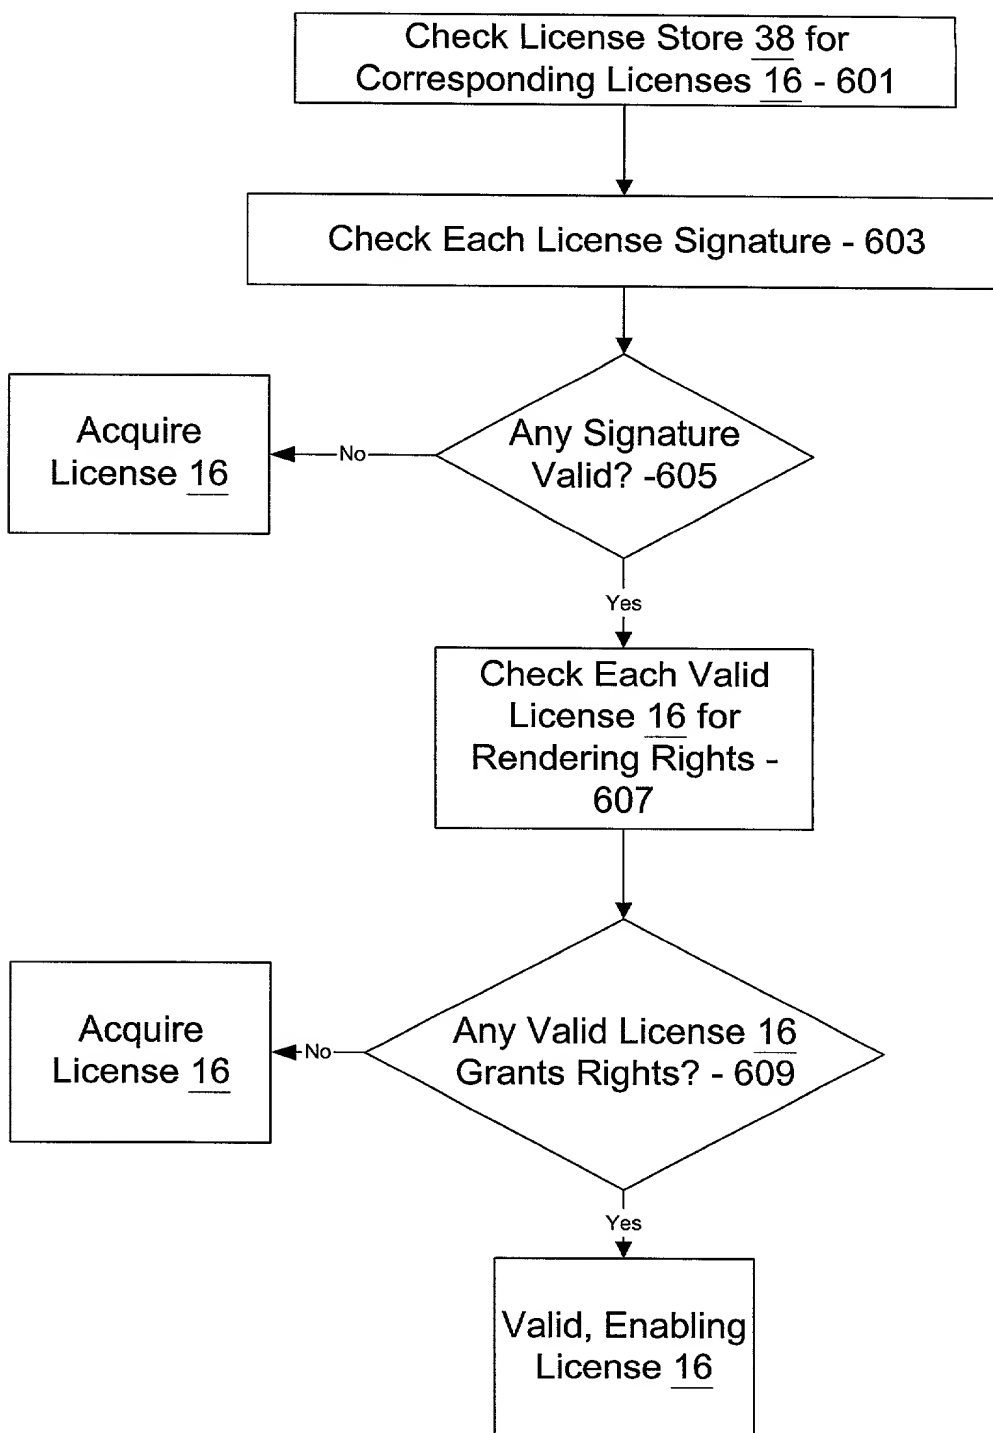 Check License Store 38 for
Corresponding Licenses 16 - 601
Check Each License Signature - 603
Any Signature
Valid? -605
No
Acquire
License 16
Yes
Check Each Valid
License 16 for
Rendering Rights -
607
Any Valid License 16
Grants Rights? - 609
No
Acquire
License 16
Yes
Valid, Enabling
License 16